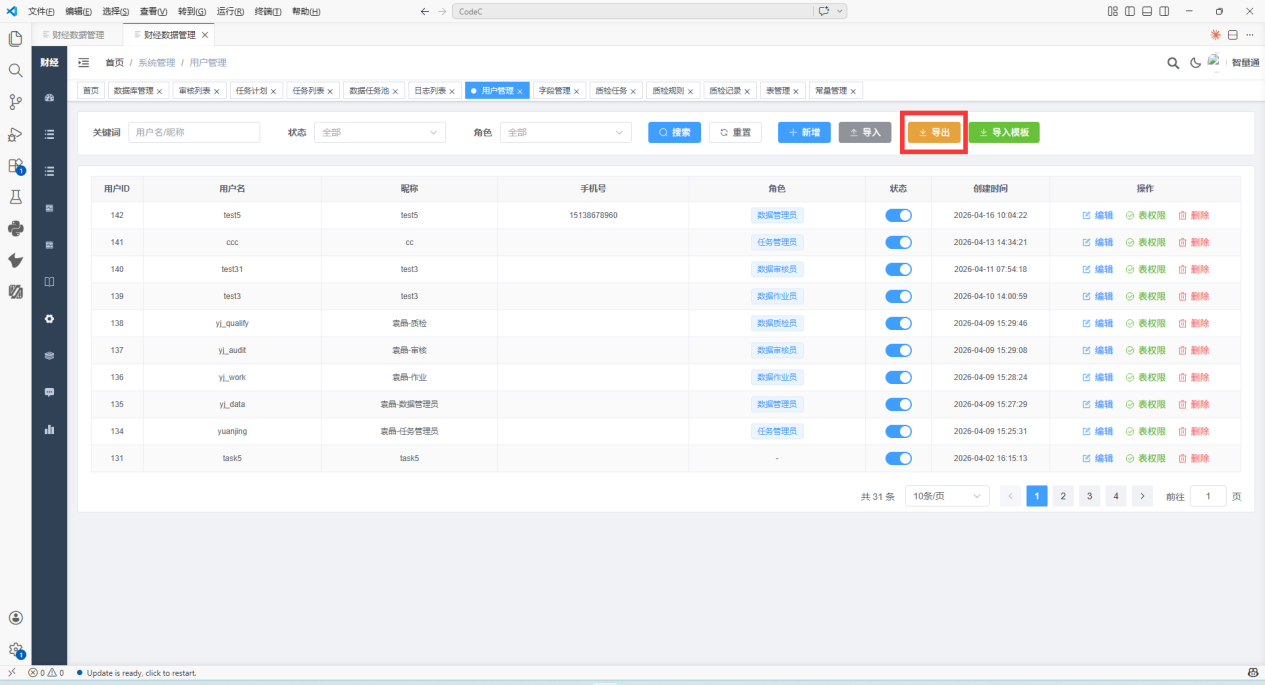 文件(F) 编辑(E) 选择(S) 查看(V) 转到(G) 运行(R) 终端(T) 帮助(H) CodeC
财经数据管理 财经数据管理
财经 首页 / 系统管理 / 用户管理 智量通
首页 数据库管理 审核列表 任务计划 任务列表 数据任务池 日志列表 用户管理 字段管理 质检任务 质检规则 质检记录 表管理 常量管理
关键词 用户名/昵称 状态 全部 角色 全部 搜索 重置 新增 导入 导出 导入模板
用户ID 用户名 昵称 手机号 角色 状态 创建时间 操作
142 test5 test5 15138678960 数据管理员 2026-04-16 10:04:22 编辑 表权限 删除
141 ccc cc 任务管理员 2026-04-13 14:34:21 编辑 表权限 删除
140 test31 test3 数据审核员 2026-04-11 07:54:18 编辑 表权限 删除
139 test3 test3 数据作业员 2026-04-10 14:00:59 编辑 表权限 删除
138 yj_qualify 袁晶-质检 数据质检员 2026-04-09 15:29:46 编辑 表权限 删除
137 yj_audit 袁晶-审核 数据审核员 2026-04-09 15:29:08 编辑 表权限 删除
136 yj_work 袁晶-作业 数据作业员 2026-04-09 15:28:24 编辑 表权限 删除
135 yj_data 袁晶-数据管理员 数据管理员 2026-04-09 15:27:29 编辑 表权限 删除
134 yuanjing 袁晶-任务管理员 任务管理员 2026-04-09 15:25:31 编辑 表权限 删除
131 task5 task5 - 2026-04-02 16:15:13 编辑 表权限 删除
共 31 条 10条/页 1 2 3 4 前往 1 页
1
1
0 0 Update is ready, click to restart.